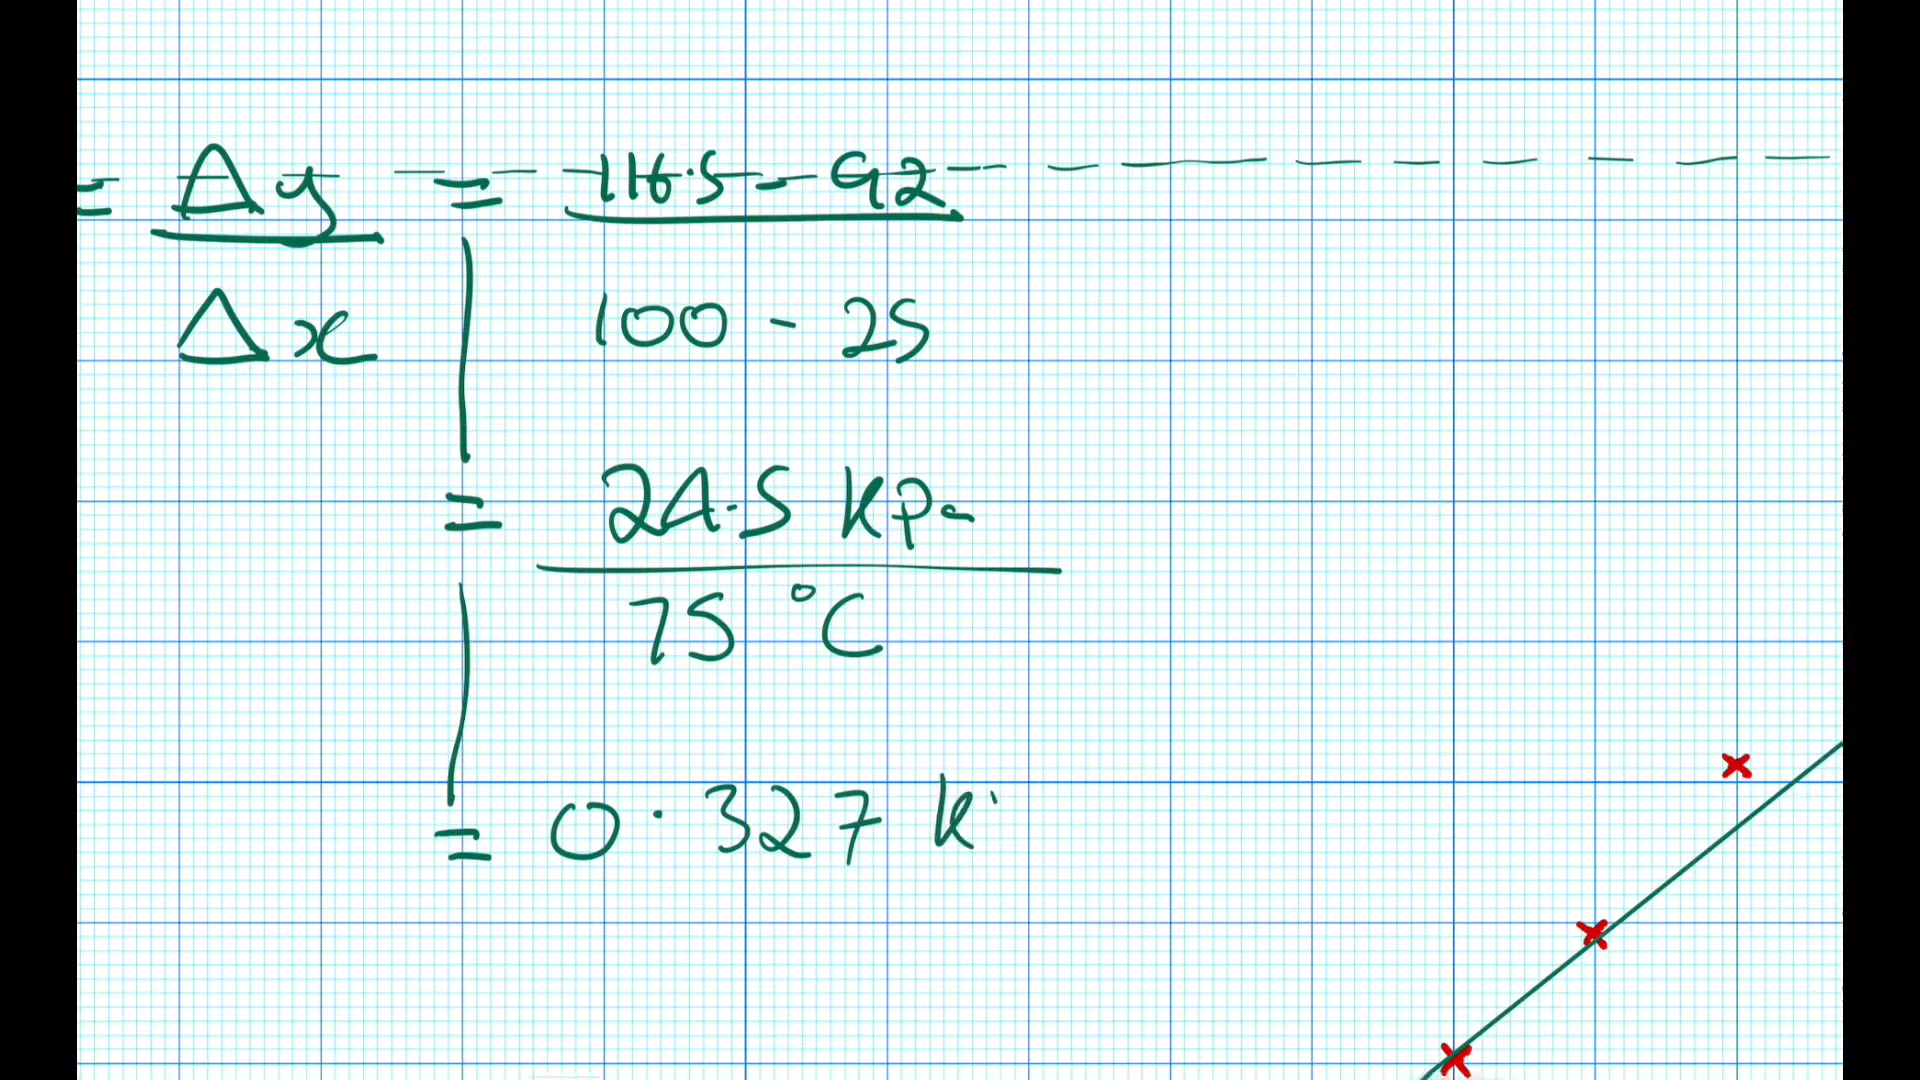 = Δy = 116.5 - 92
Δx 100 - 25
= 24.5 kpa
75 °C
= 0.327 k